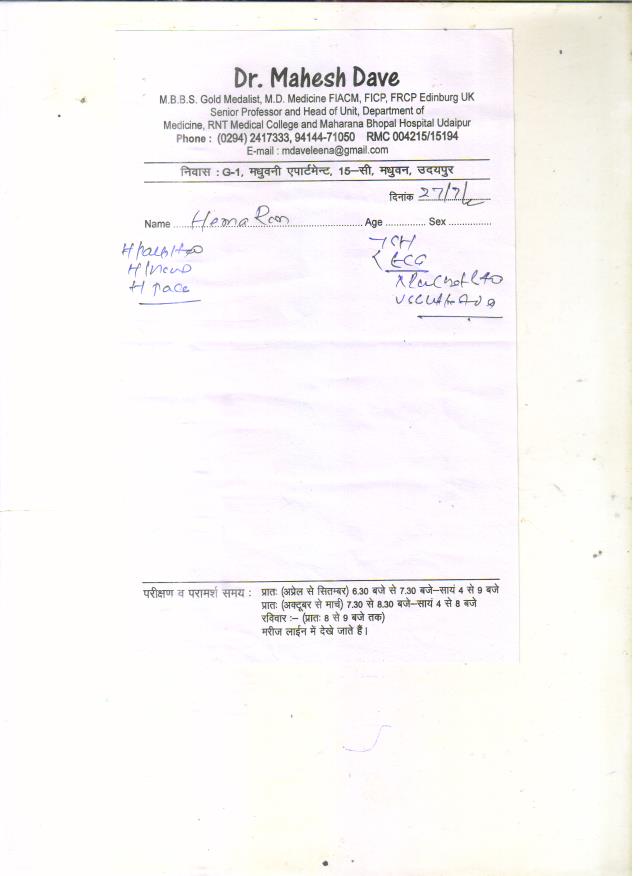 Dr. Mahesh Dave
M.B.B.S. Gold Medalist, M.D. Medicine FIACM, FICP, FRCP Edinburg UK
Senior Professor and Head of Unit, Department of
Medicine, RNT Medical College and Maharana Bhopal Hospital Udaipur
Phone : (0294) 2417333, 94144-71050 RMC 004215/15194
E-mail : mdaveleena@gmail.com
निवास : G-1, मधुवनी एपार्टमेन्ट, 15–सी, मधुवन, उदयपुर
दिनांक 27/7/
Name Hema Ram Age Sex
ECG
परीक्षण व परामर्श समय : प्रातः (अप्रेल से सितम्बर) 6.30 बजे से 7.30 बजे–सायं 4 से 9 बजे
प्रातः (अक्टूबर से मार्च) 7.30 से 8.30 बजे–सायं 4 से 8 बजे
रविवार :– (प्रातः 8 से 9 बजे तक)
मरीज लाईन में देखे जाते हैं।